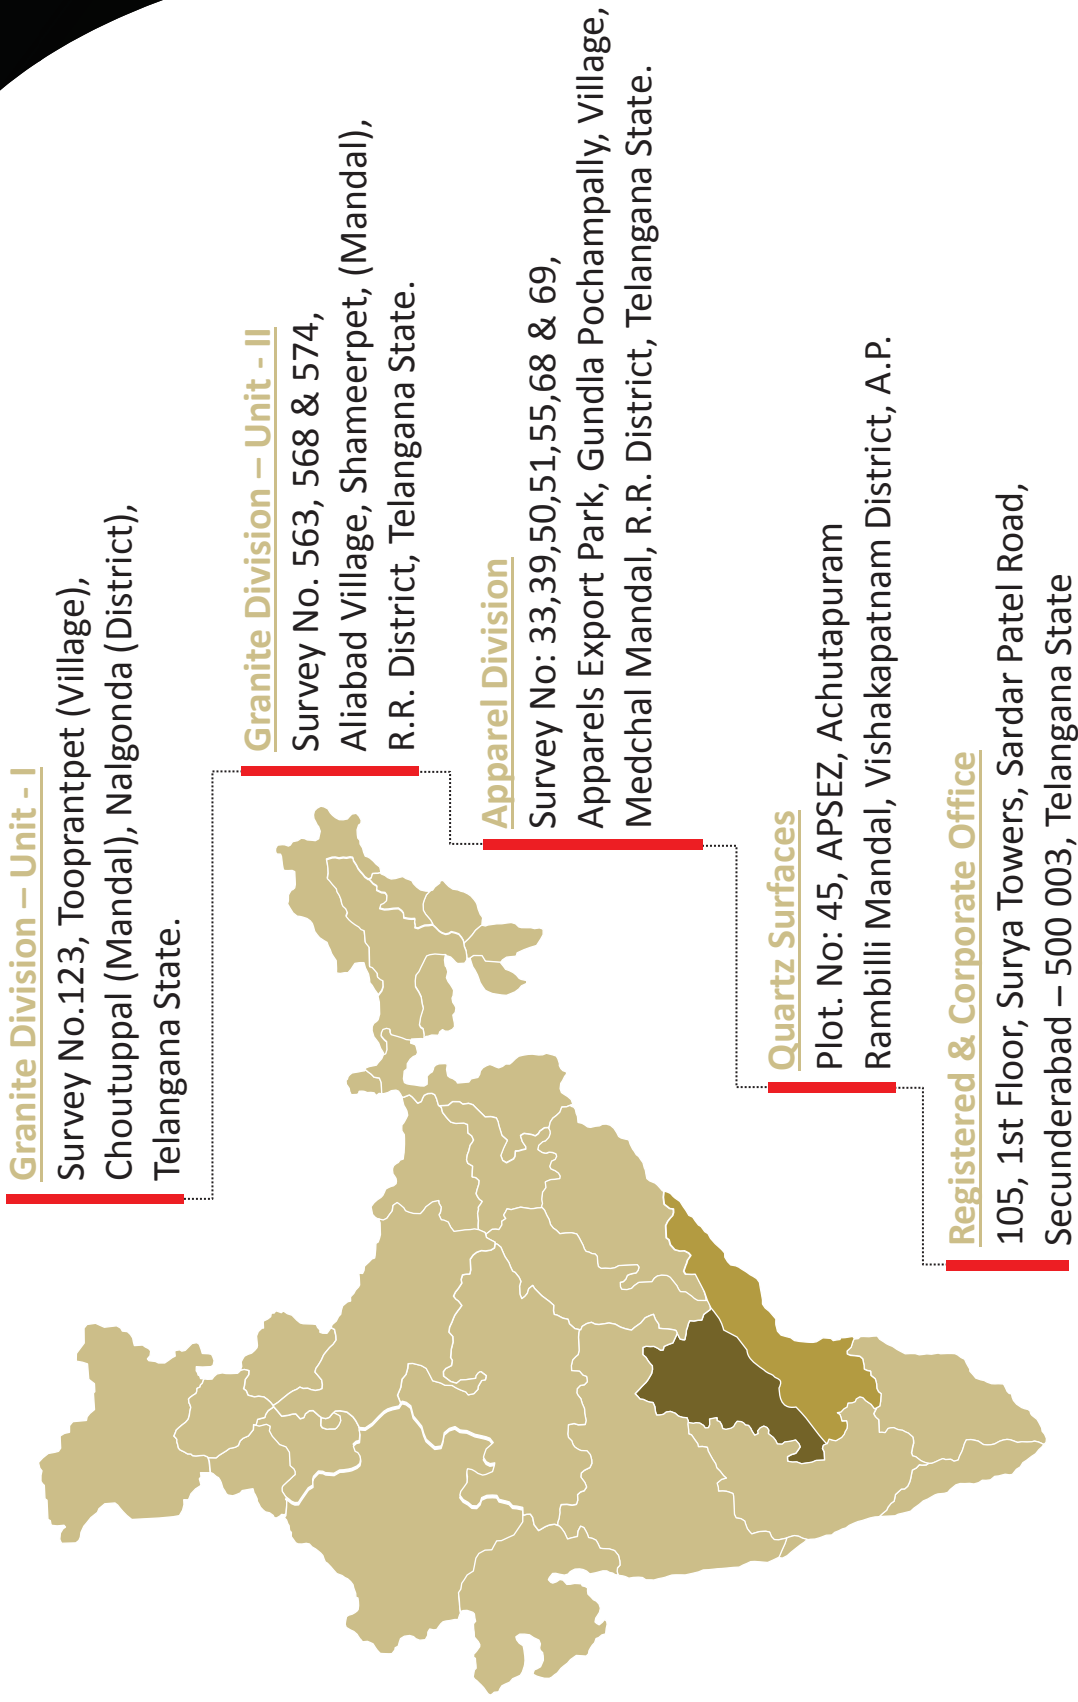 Granite Division – Unit - I
Survey No.123, Tooprantpet (Village),
Choutuppal (Mandal), Nalgonda (District),
Telangana State.
Granite Division – Unit - II
Survey No. 563, 568 & 574,
Aliabad Village, Shameerpet, (Mandal),
R.R. District, Telangana State.
Apparel Division
Survey No: 33,39,50,51,55,68 & 69,
Apparels Export Park, Gundla Pochampally, Village,
Medchal Mandal, R.R. District, Telangana State.
Quartz Surfaces
Plot. No: 45, APSEZ, Achutapuram
Rambilli Mandal, Vishakapatnam District, A.P.
Registered & Corporate Office
105, 1st Floor, Surya Towers, Sardar Patel Road,
Secunderabad – 500 003, Telangana State